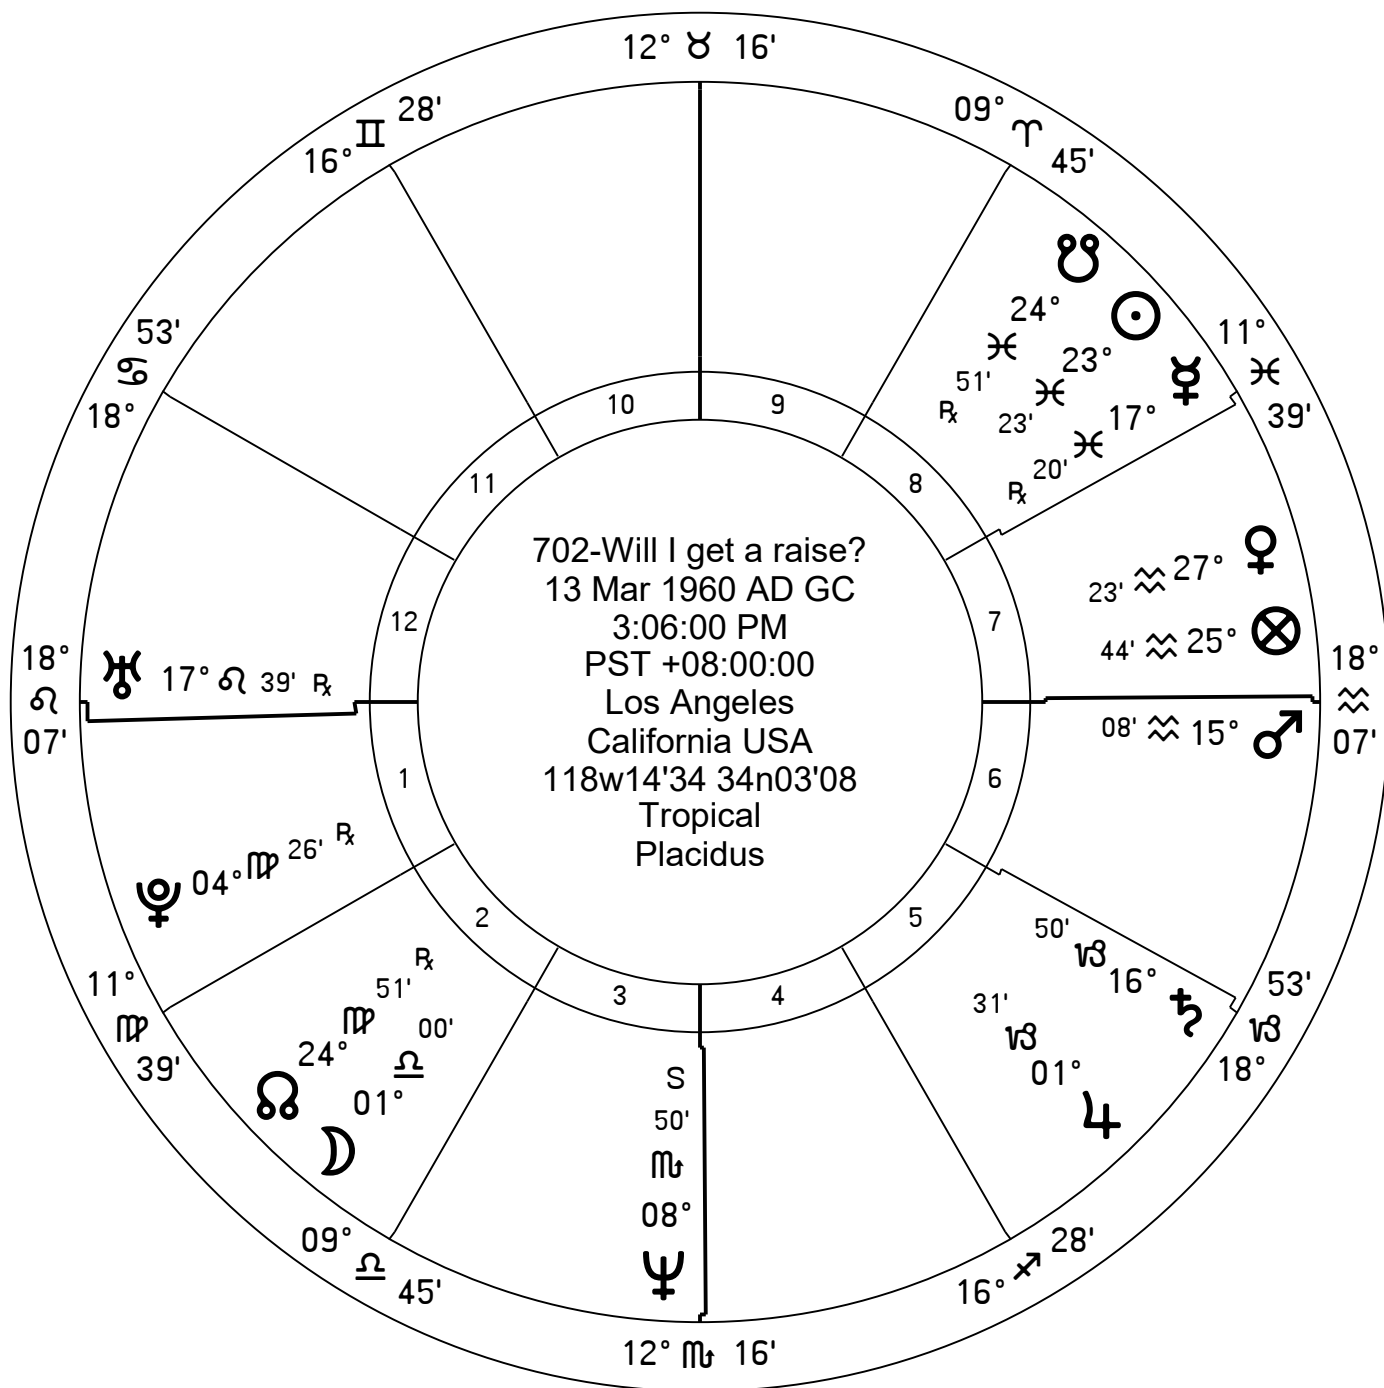 12° ♉ 16'
16° ♊ 28'
09° ♈ 45'
53' ♋ 18°
11° ♓ 39'
☋ 24° ♓ 51' ℞
☉ 23° ♓ 23'
☿ 17° ♓ 20' ℞
10
9
11
8
12
7
702-Will I get a raise?
13 Mar 1960 AD GC
3:06:00 PM
PST +08:00:00
Los Angeles
California USA
118w14'34 34n03'08
Tropical
Placidus
23' ♒ 27° ♀
44' ♒ 25° ⊗
18° ♌ 07'
♅ 17° ♌ 39' ℞
18° ♒ 07'
08' ♒ 15° ♂
1
6
♇ 04° ♍ 26' ℞
2
5
3
4
11° ♍ 39'
☊ 24° ♍ 51' ℞
☽ 01° ♎ 00'
S 50' ♏ 08° ♆
50' ♑ 16° ♄
31' ♑ 01° ♃
53' ♑ 18°
09° ♎ 45'
16° ♐ 28'
12° ♏ 16'